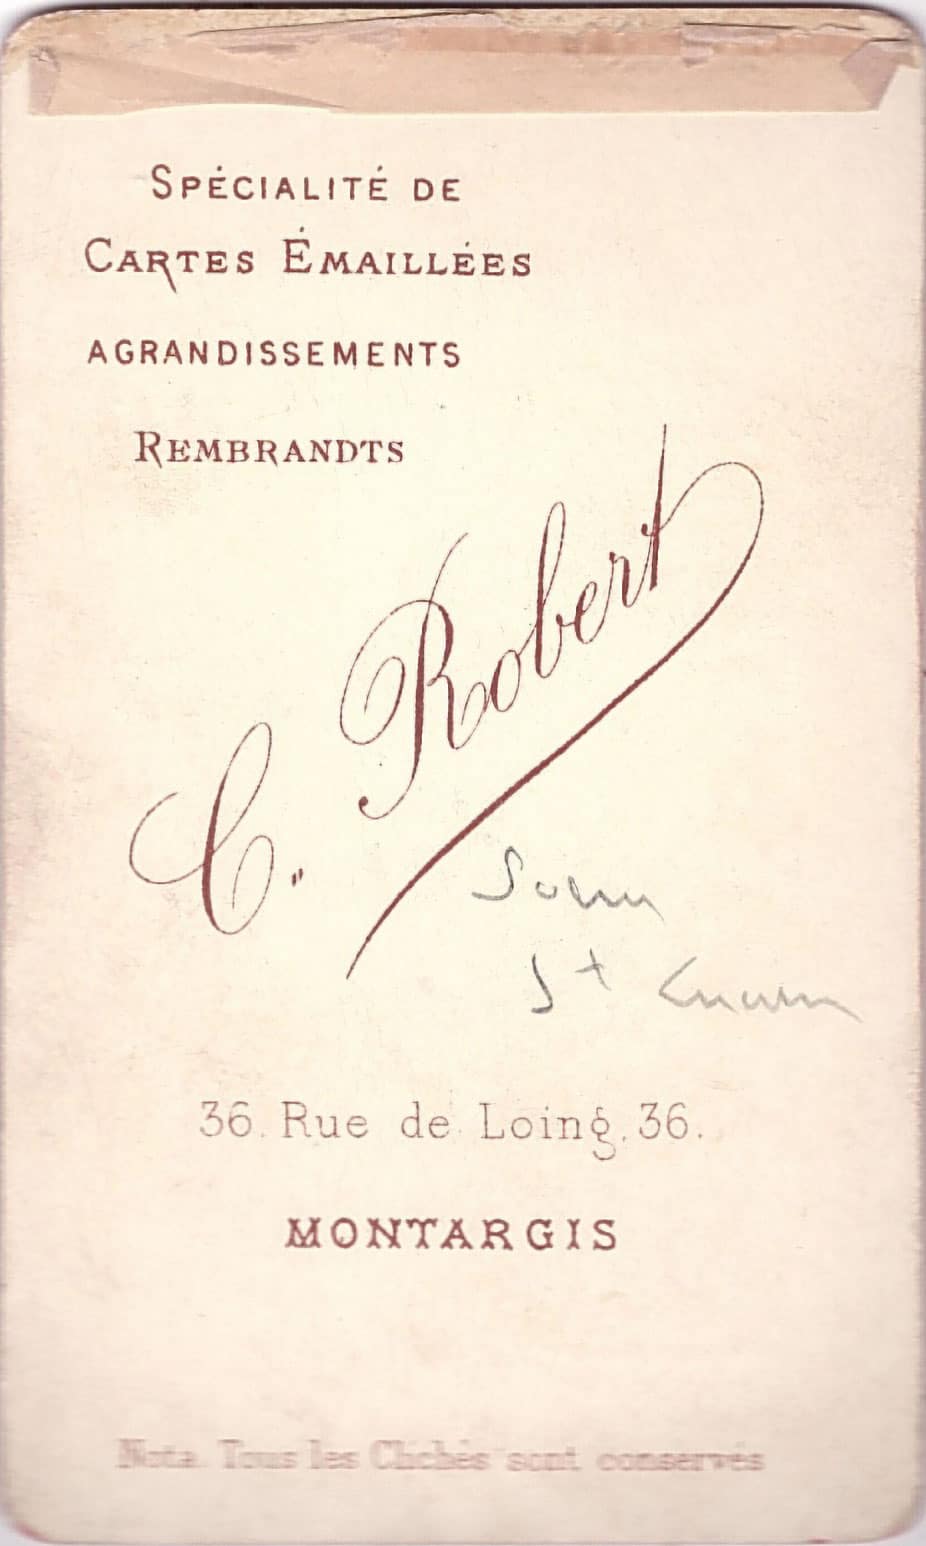 SPÉCIALITÉ DE
CARTES ÉMAILLÉES
AGRANDISSEMENTS
REMBRANDTS
C. Robert
St
36. Rue de Loing. 36.
MONTARGIS
Nota. Tous les Clichés sont conservés